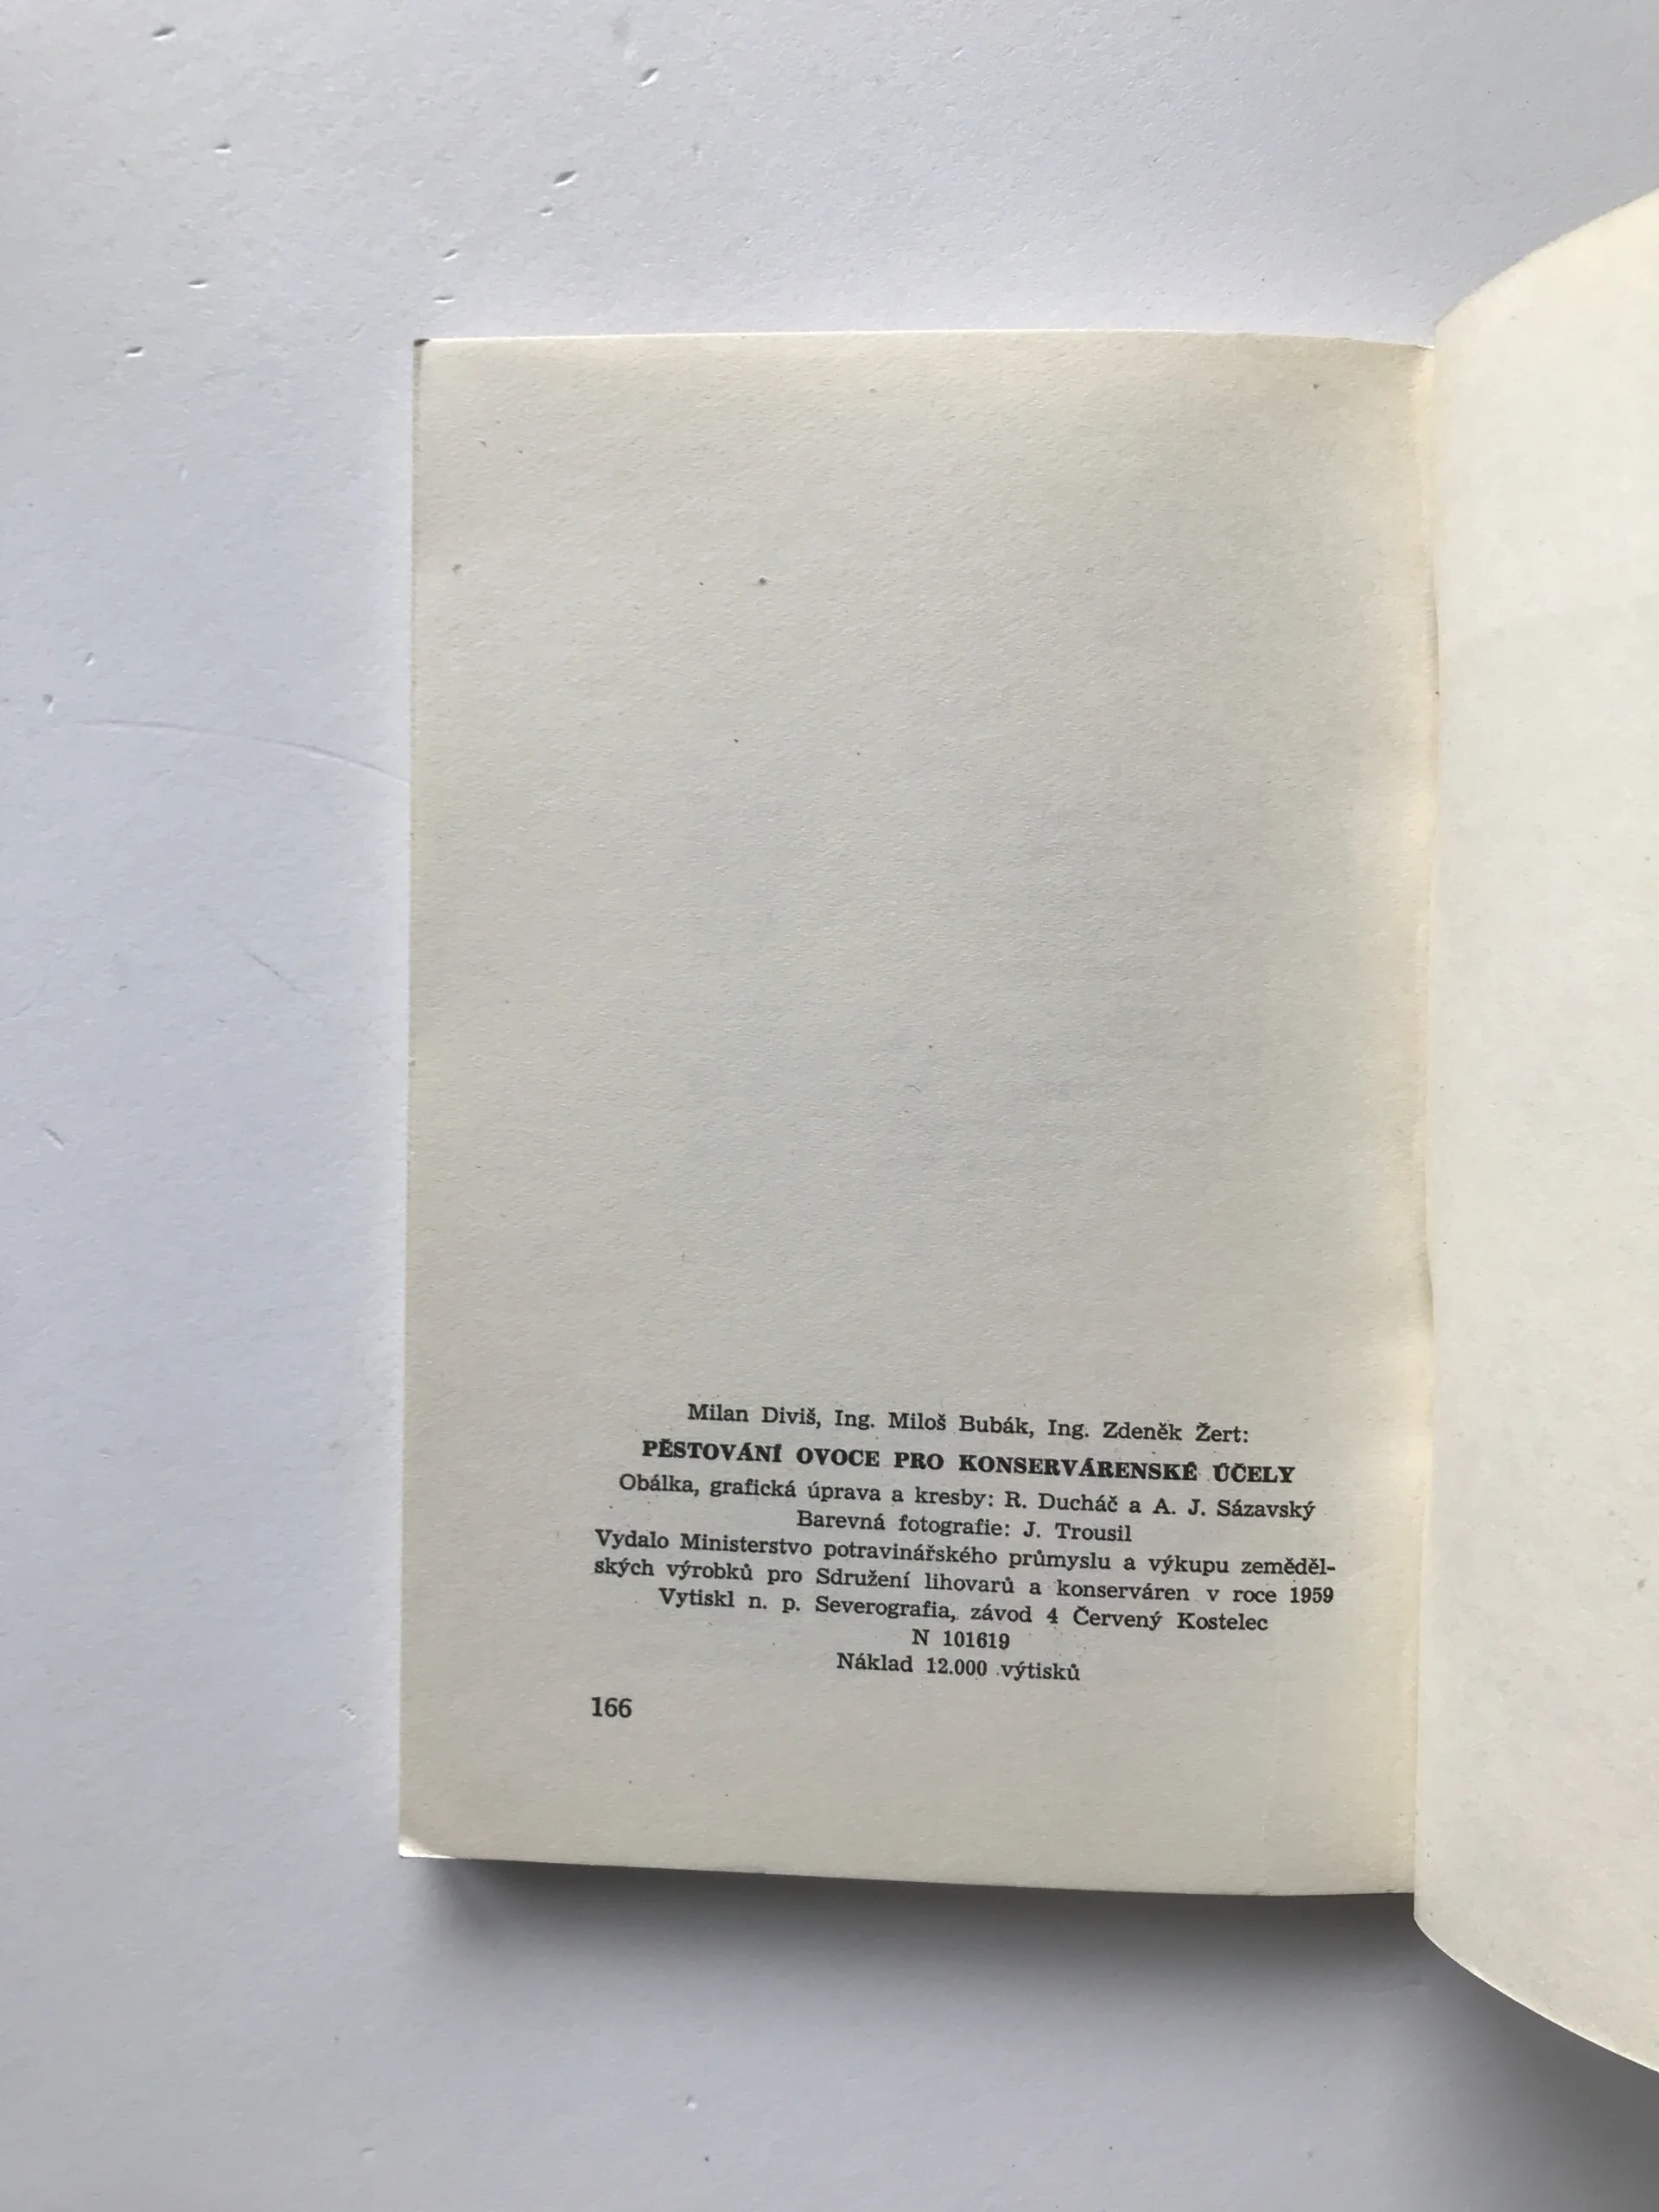 Milan Diviš, Ing. Miloš Bubák, Ing. Zdeněk Žert:
PĚSTOVÁNÍ OVOCE PRO KONSERVÁRENSKÉ ÚČELY
Obálka, grafická úprava a kresby: R. Ducháč a A. J. Sázavský
Barevná fotografie: J. Trousil
Vydalo Ministerstvo potravinářského průmyslu a výkupu zeměděl-
ských výrobků pro Sdružení lihovarů a konserváren v roce 1959
Vytiskl n. p. Severografia, závod 4 Červený Kostelec
N 101619
Náklad 12.000 výtisků
166